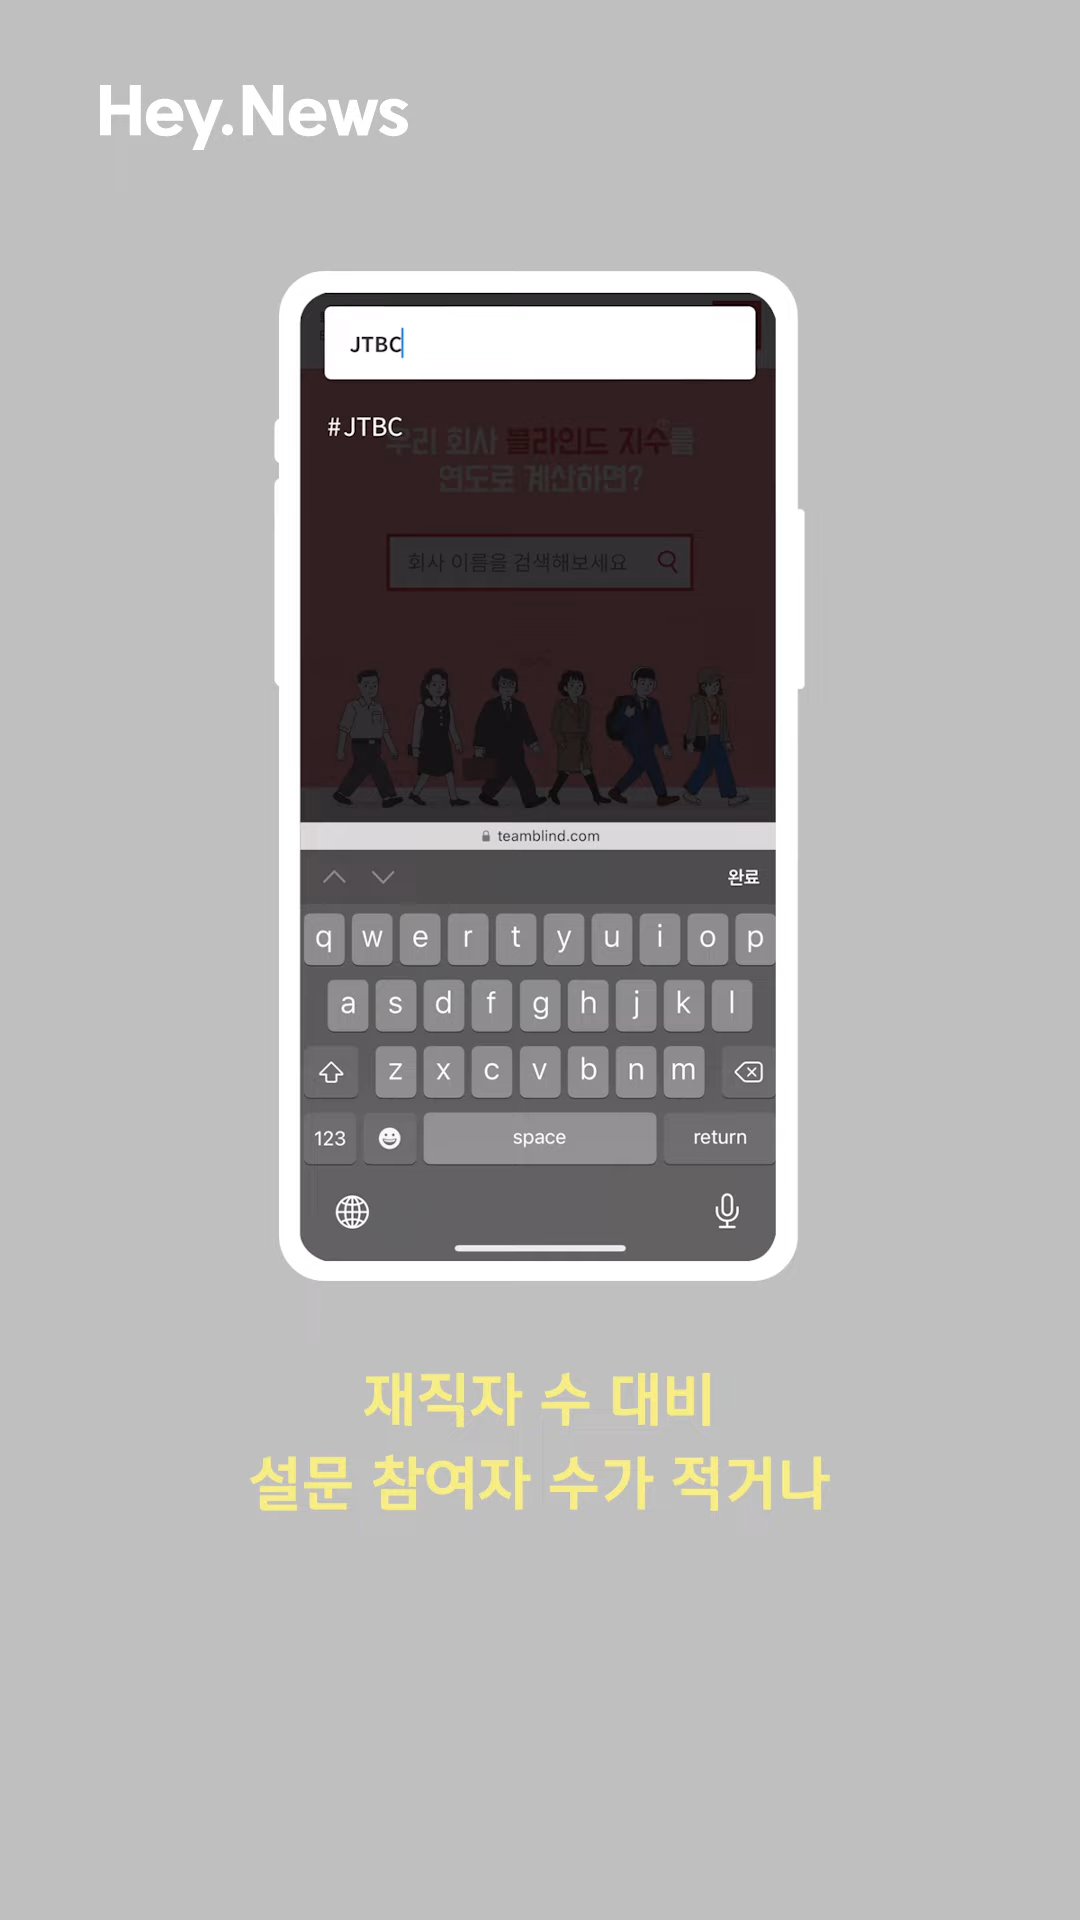 Hey.News
JTBC
#JTBC
우리 회사 블라인드 지수를
연도로 계산하면?
회사 이름을 검색해보세요
teamblind.com
완료
q w e r t y u i o p
a s d f g h j k l
z x c v b n m
123 space return
재직자 수 대비
설문 참여자 수가 적거나